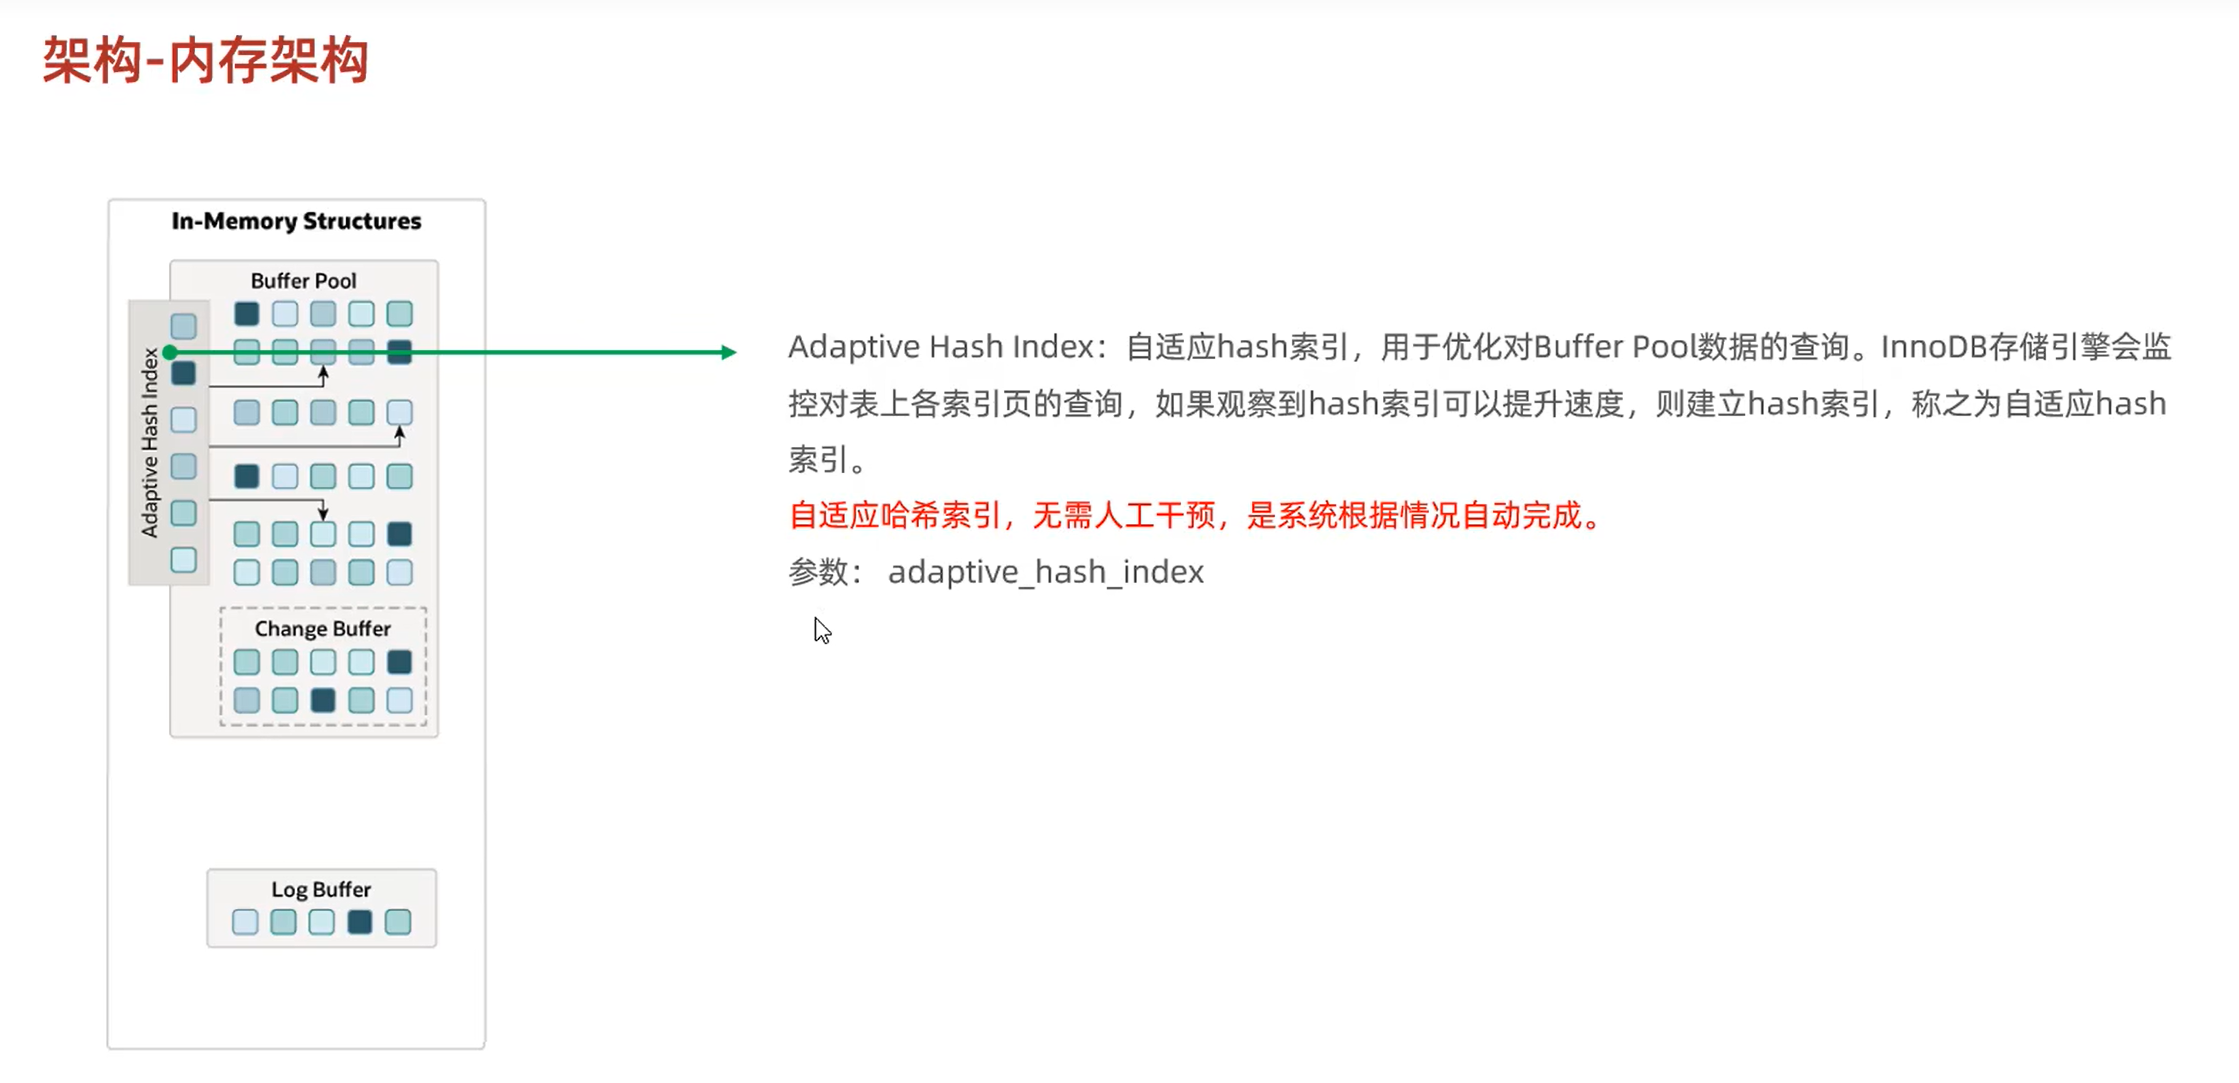 架构-内存架构
In-Memory Structures
Buffer Pool
Adaptive Hash Index
Change Buffer
Log Buffer
Adaptive Hash Index：自适应hash索引，用于优化对Buffer Pool数据的查询。InnoDB存储引擎会监
控对表上各索引页的查询，如果观察到hash索引可以提升速度，则建立hash索引，称之为自适应hash
索引。
自适应哈希索引，无需人工干预，是系统根据情况自动完成。
参数： adaptive_hash_index